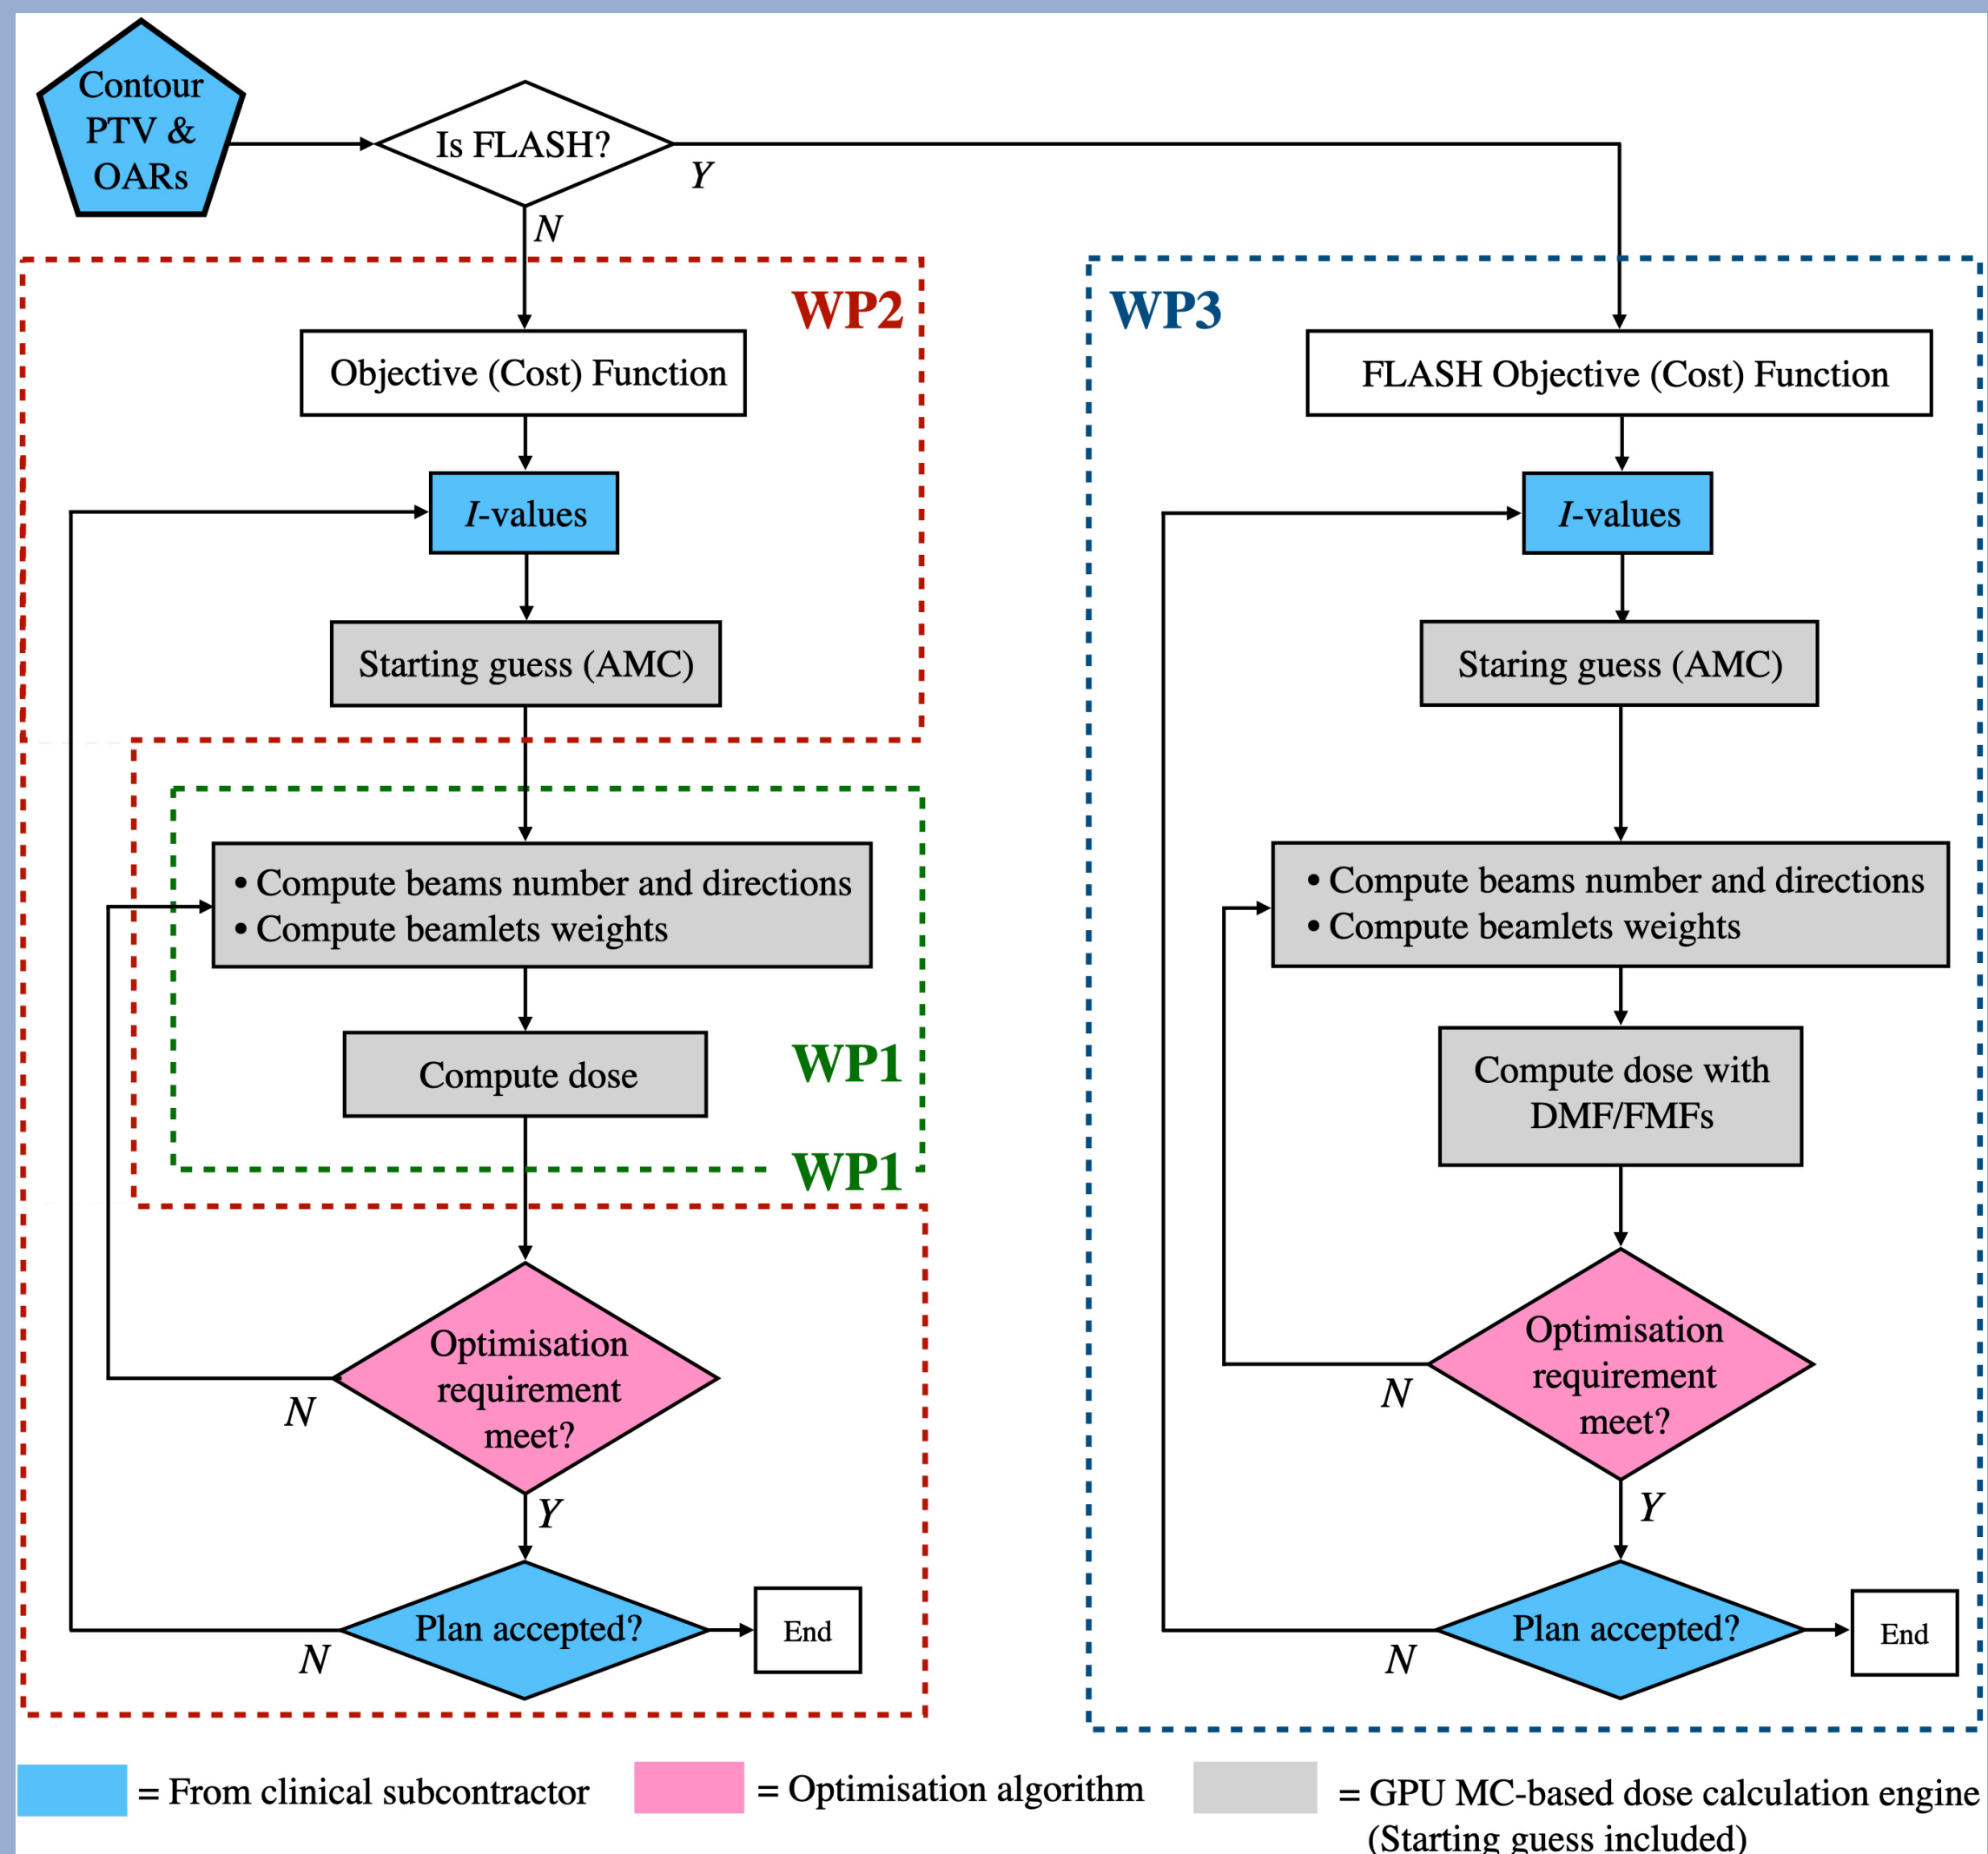 Contour
PTV &
OARs
Is FLASH?
Y
N
WP2
Objective (Cost) Function
I-values
Starting guess (AMC)
• Compute beams number and directions
• Compute beamlets weights
Compute dose
WP1
WP1
Optimisation
requirement
meet?
N
Y
Plan accepted?
N
End
WP3
FLASH Objective (Cost) Function
I-values
Staring guess (AMC)
• Compute beams number and directions
• Compute beamlets weights
Compute dose with
DMF/FMFs
Optimisation
requirement
meet?
N
Y
Plan accepted?
N
End
= From clinical subcontractor
= Optimisation algorithm
= GPU MC-based dose calculation engine
(Starting guess included)